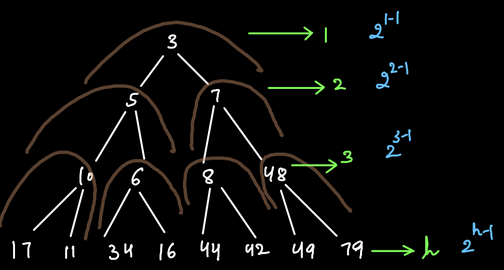 3 → 1 2^{1-1}
5 7 → 2 2^{2-1}
10 6 8 48 → 3 2^{3-1}
17 11 34 16 44 42 49 79 → h 2^{h-1}